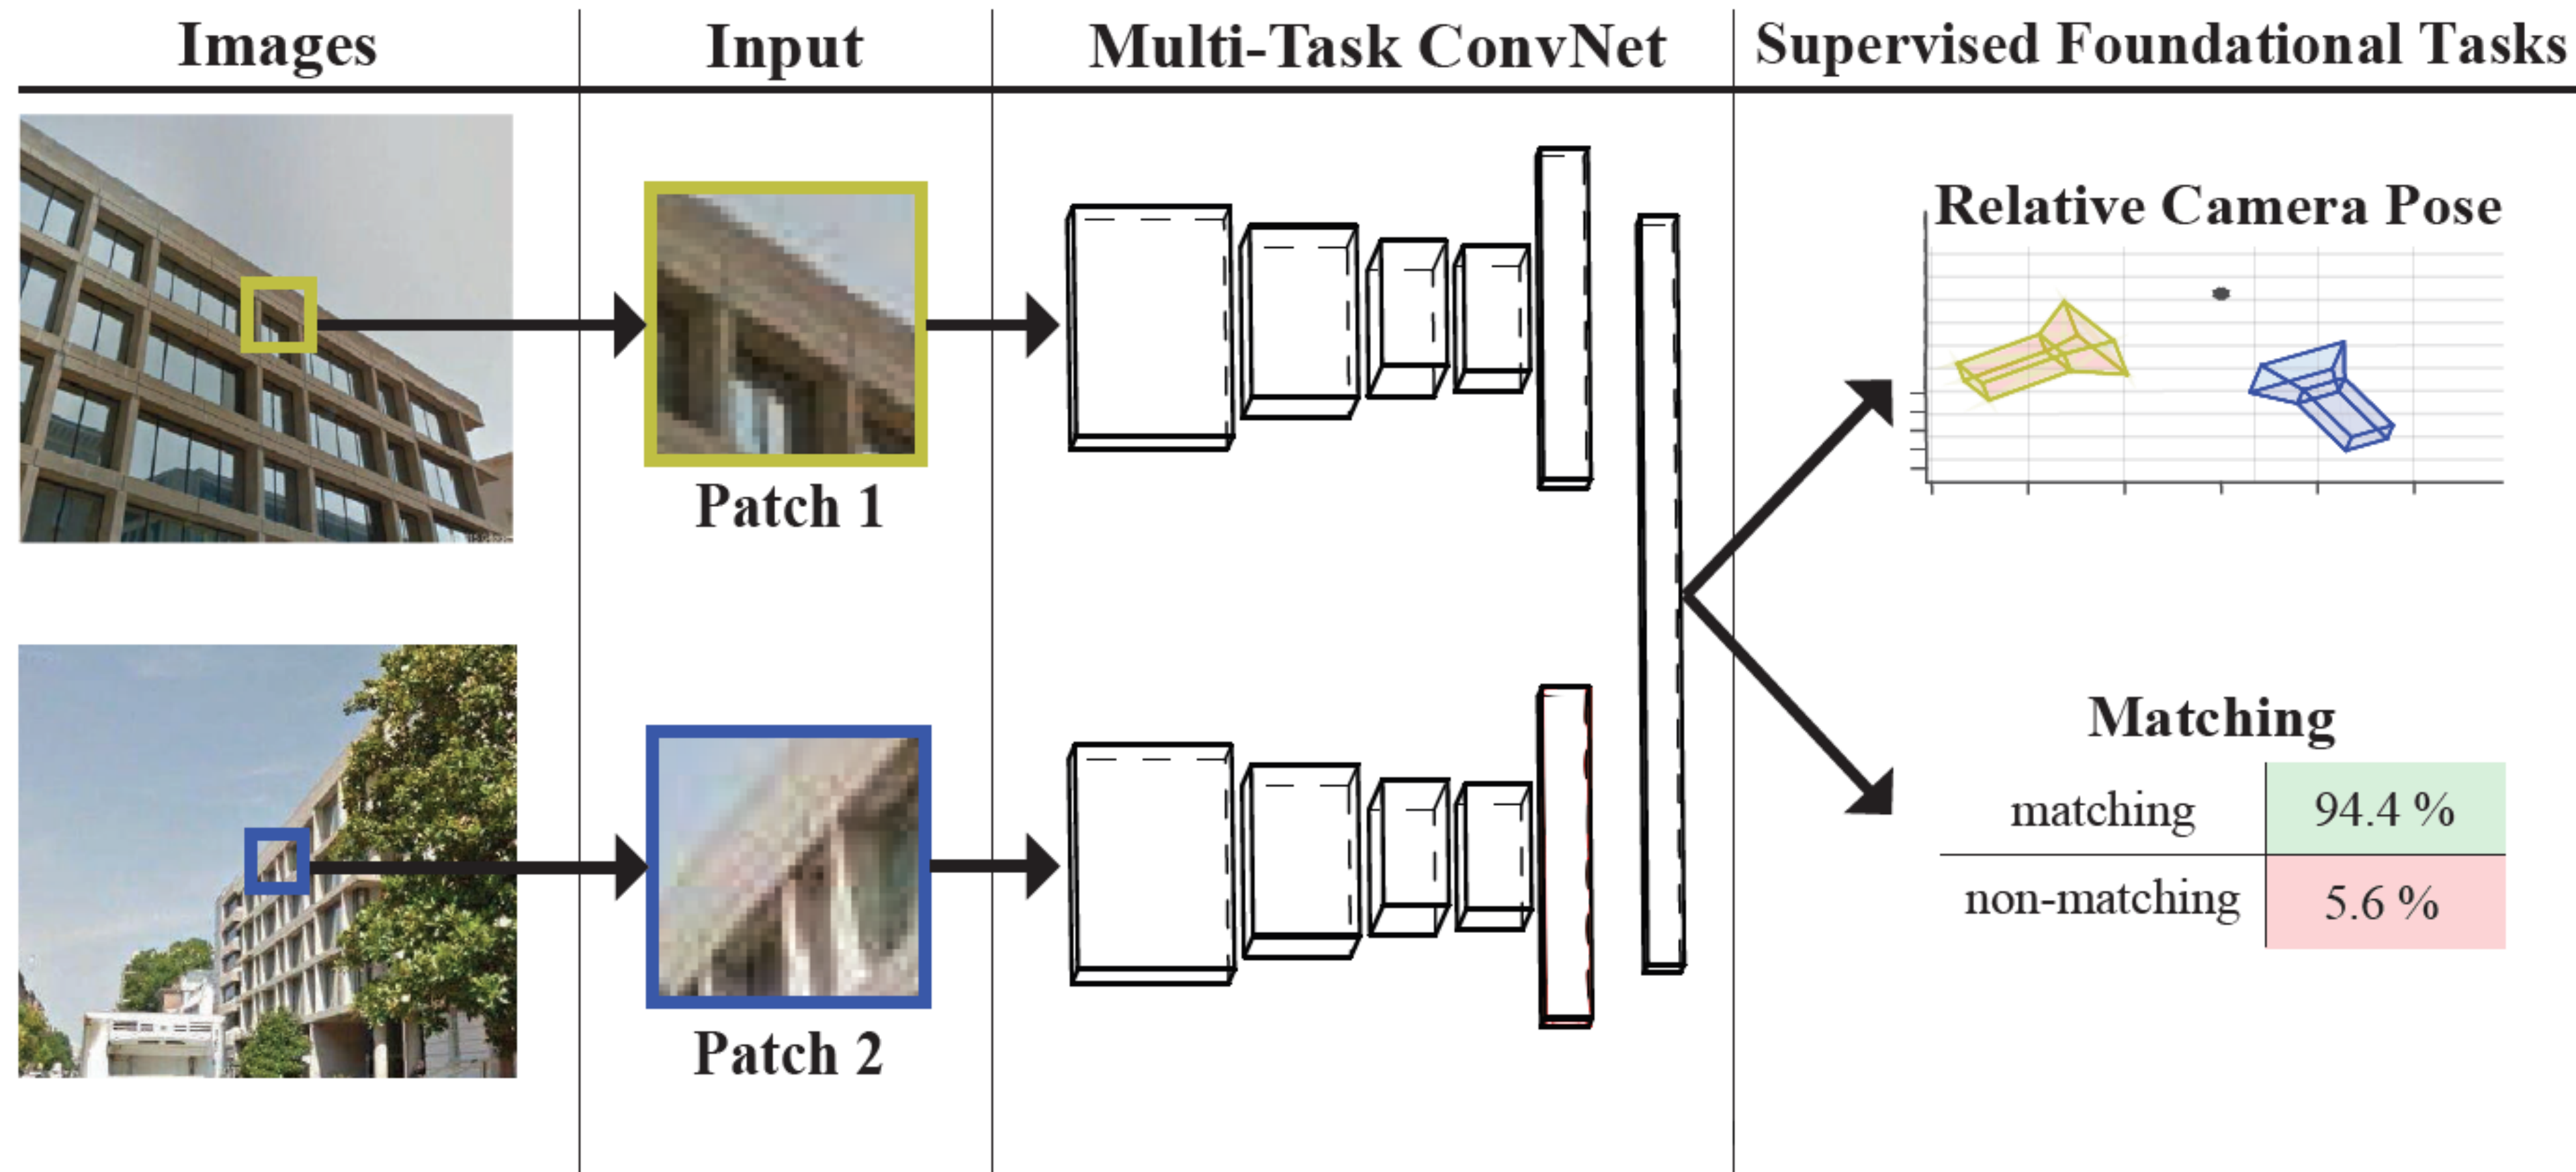 Images
Input
Multi-Task ConvNet
Supervised Foundational Tasks
Patch 1
Relative Camera Pose
Patch 2
Matching
matching
94.4 %
non-matching
5.6 %